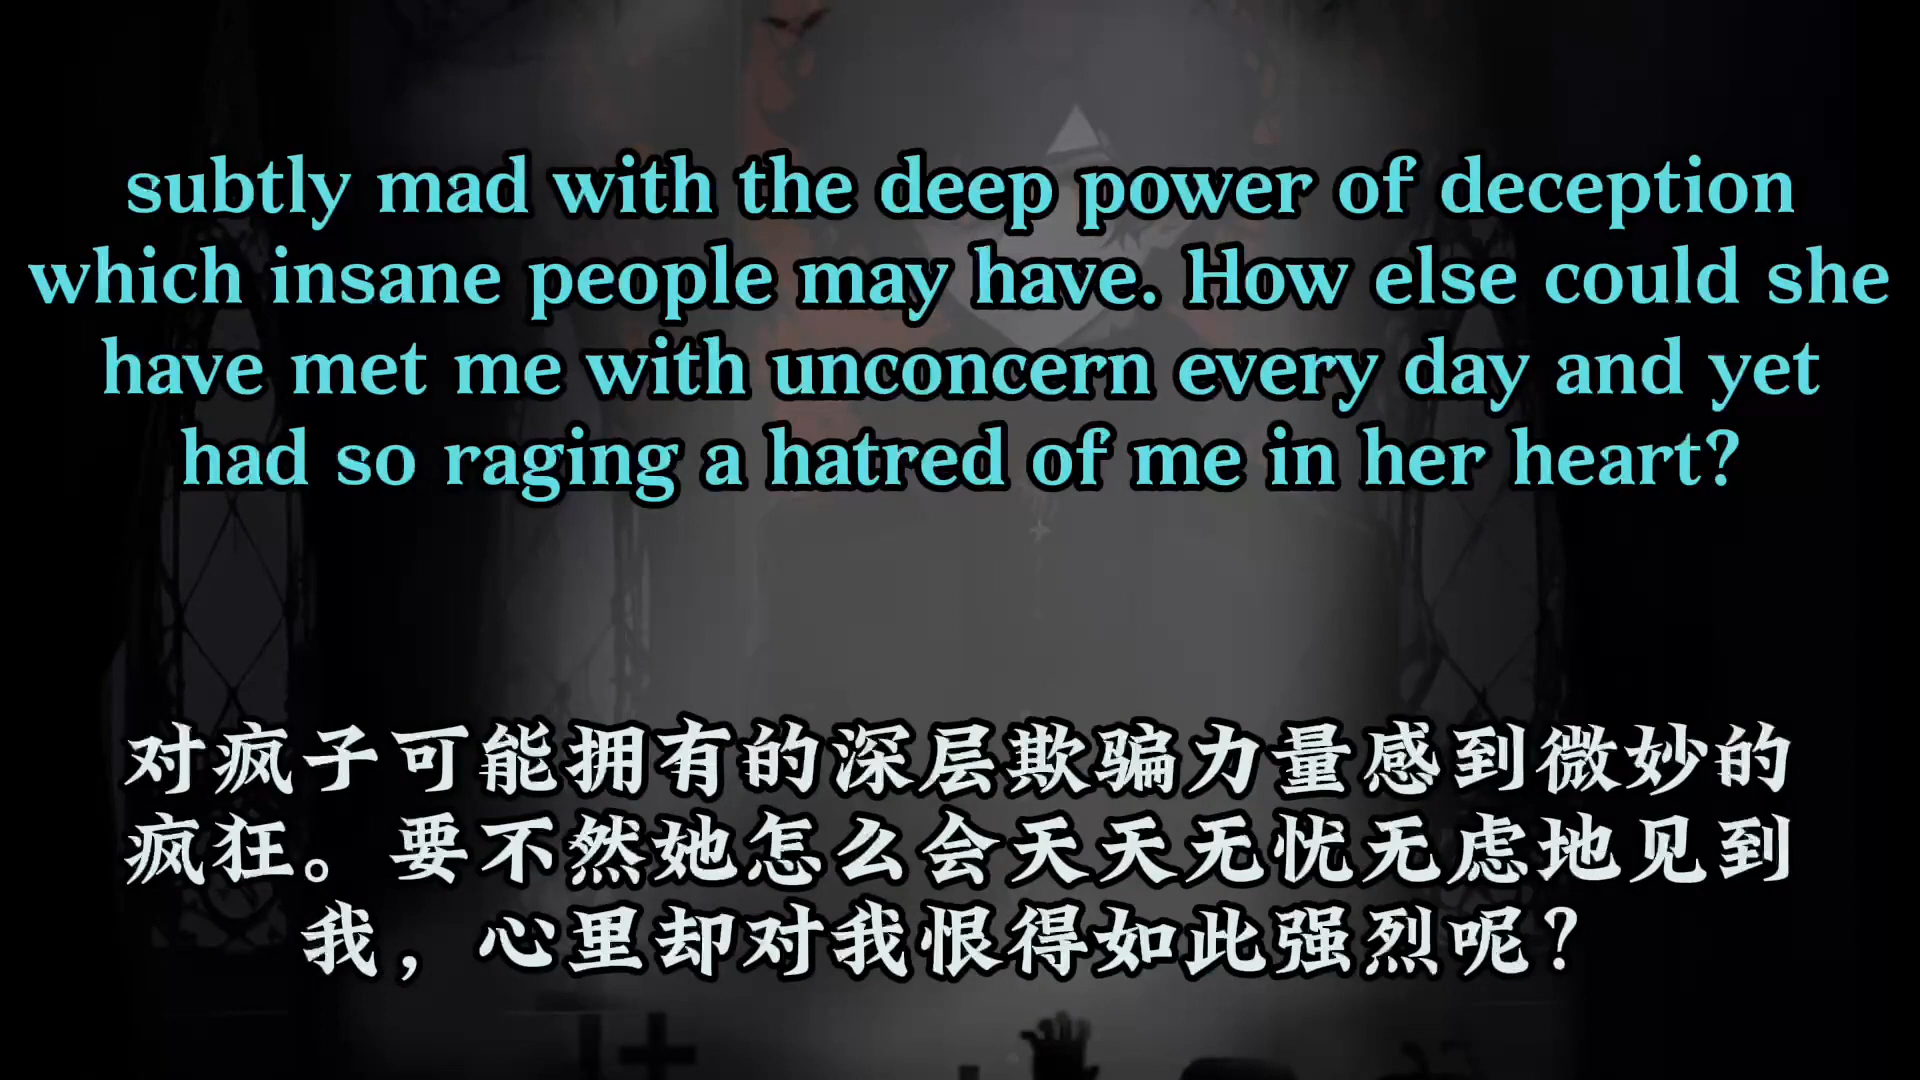 subtly mad with the deep power of deception
which insane people may have. How else could she
have met me with unconcern every day and yet
had so raging a hatred of me in her heart?
对疯子可能拥有的深层欺骗力量感到微妙的
疯狂。要不然她怎么会天天无忧无虑地见到
我，心里却对我恨得如此强烈呢？